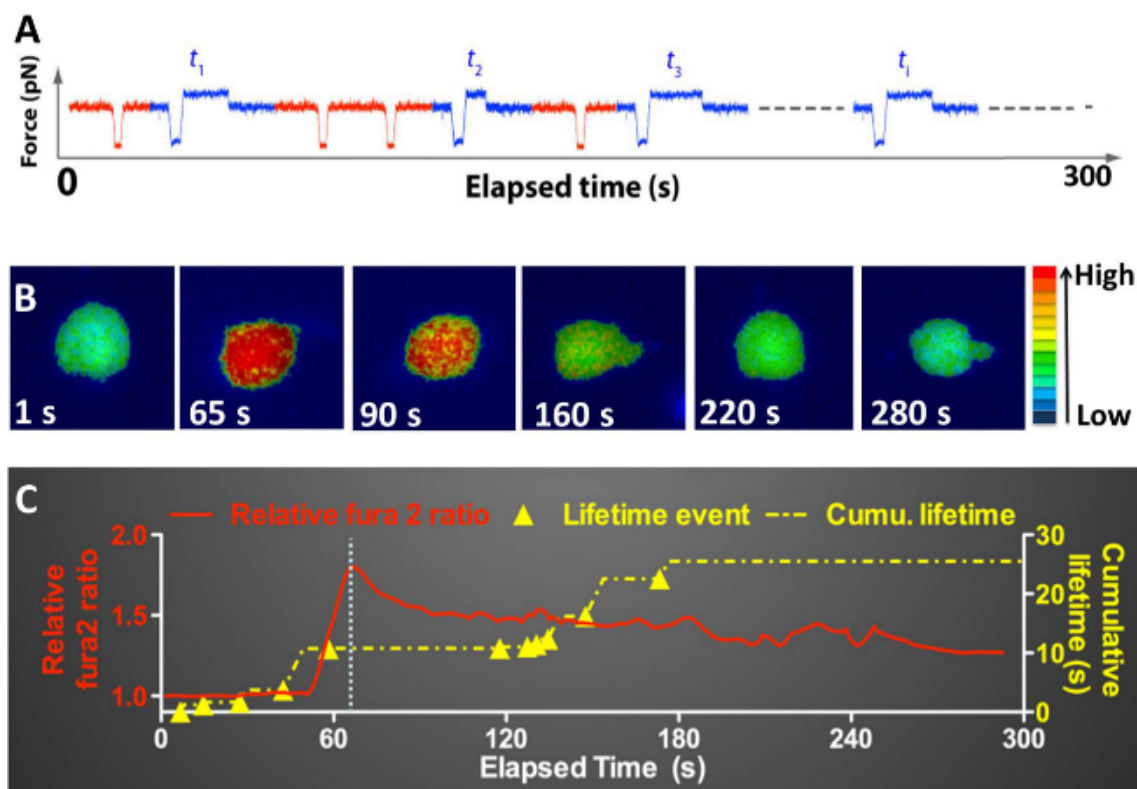 A
Force (pN)
t1 t2 t3 ti
0 Elapsed time (s) 300
B
1 s 65 s 90 s 160 s 220 s 280 s
High
Low
C
Relative fura 2 ratio Lifetime event Cumu. lifetime
Relative
fura2 ratio
2.0
1.5
1.0
30
20
10
0
Cumulative
lifetime (s)
0 60 120 180 240 300
Elapsed Time (s)